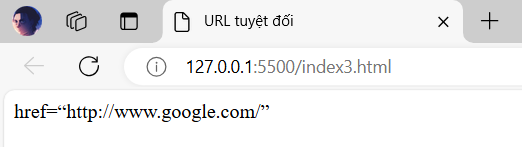 URL tuyệt đối
127.0.0.1:5500/index3.html
href=“http://www.google.com/”